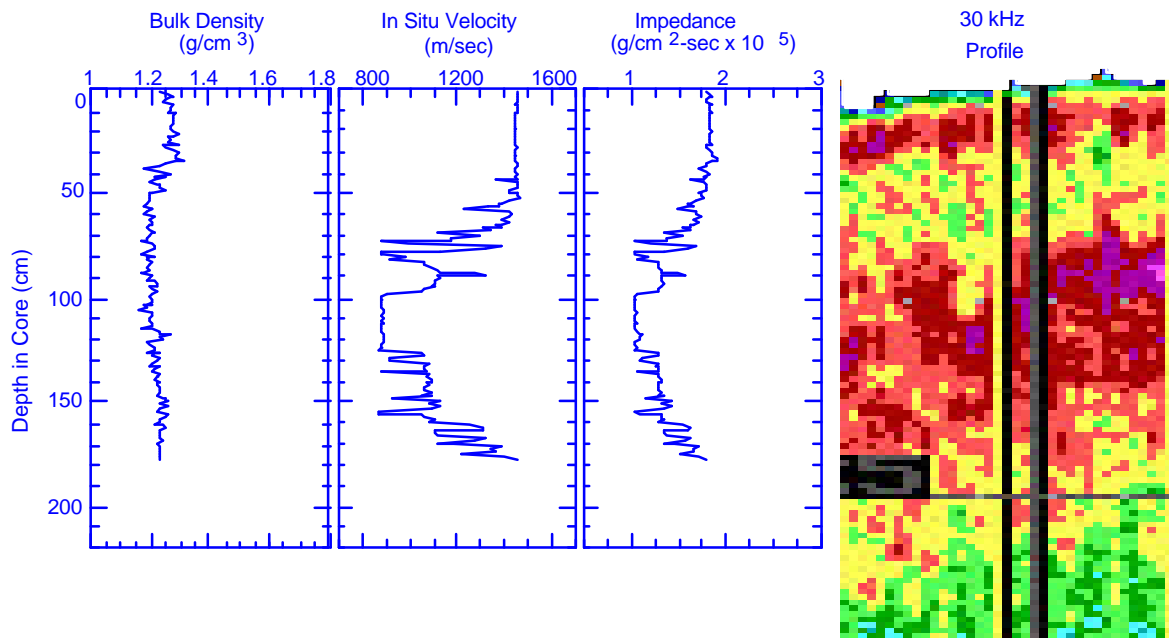 Bulk Density
(g/cm 3)
In Situ Velocity
(m/sec)
Impedance
(g/cm 2-sec x 10 5)
30 kHz
Profile
1 1.2 1.4 1.6 1.8
800 1200 1600
1 2 3
0
50
100
150
200
Depth in Core (cm)